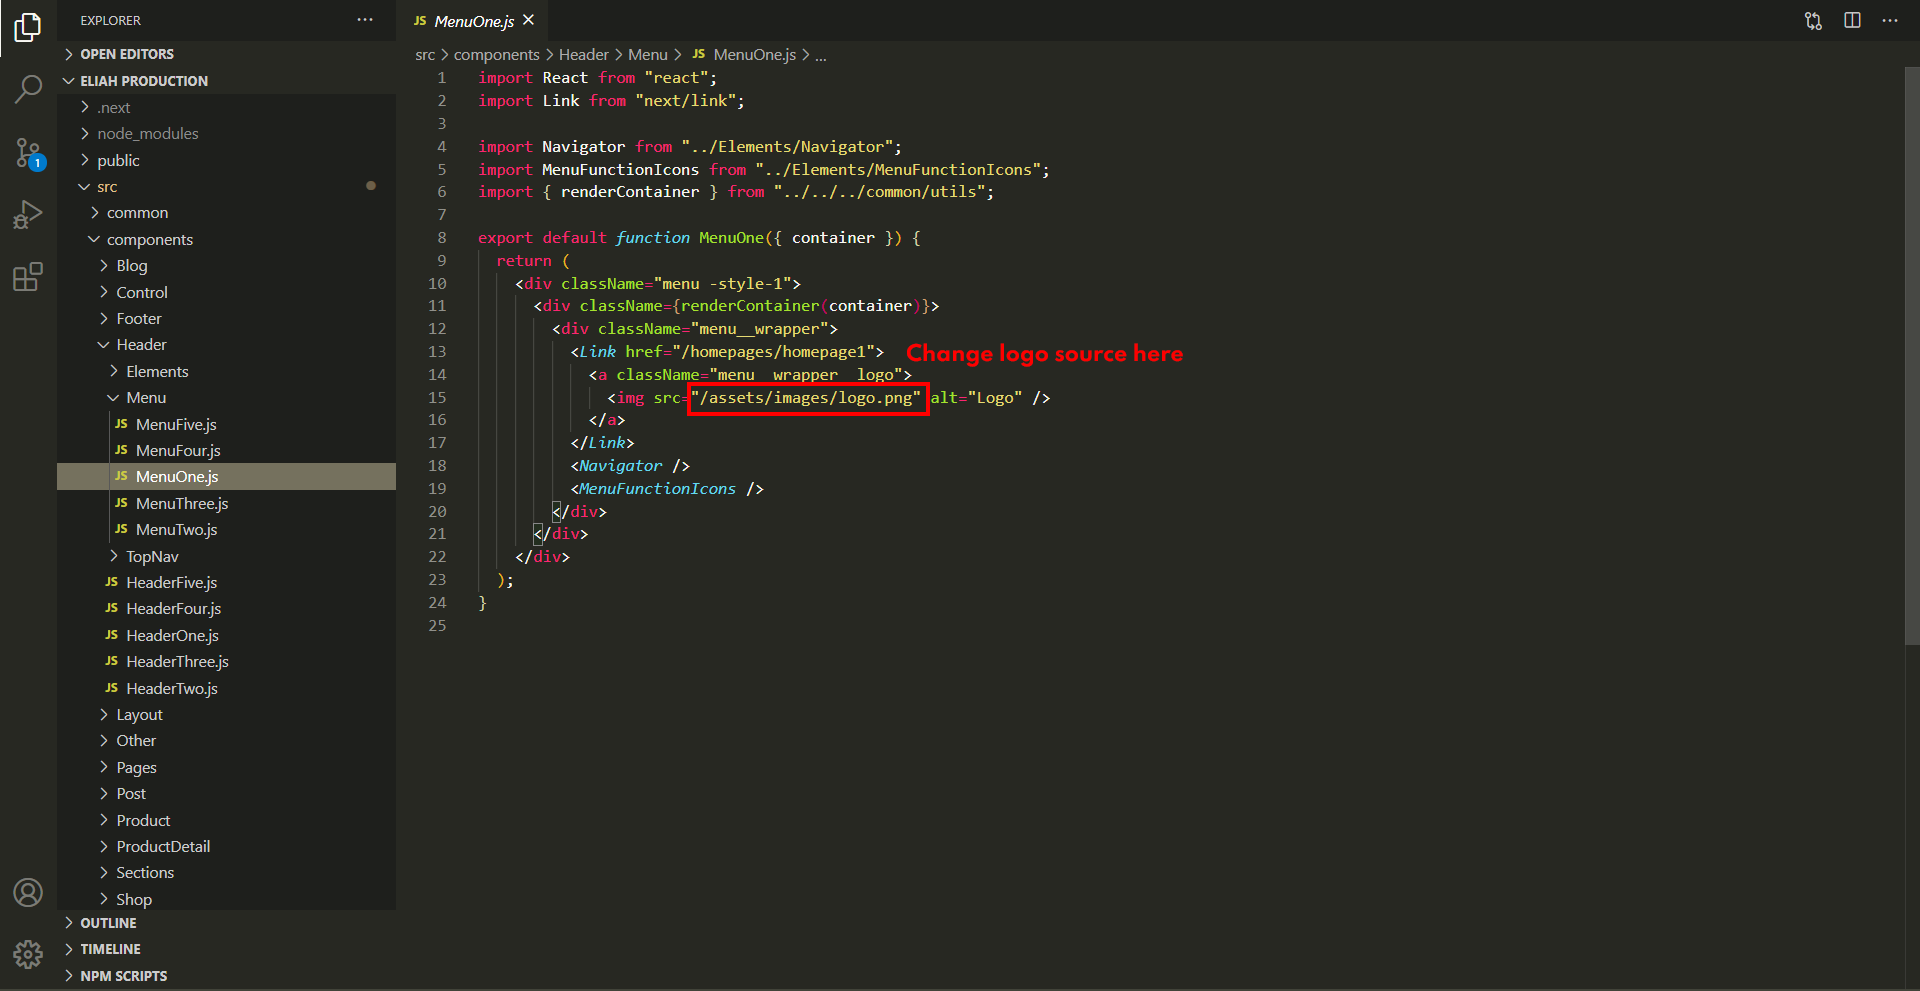 EXPLORER
OPEN EDITORS
ELIAH PRODUCTION
.next
node_modules
public
src
common
components
Blog
Control
Footer
Header
Elements
Menu
JS MenuFive.js
JS MenuFour.js
JS MenuOne.js
JS MenuThree.js
JS MenuTwo.js
TopNav
JS HeaderFive.js
JS HeaderFour.js
JS HeaderOne.js
JS HeaderThree.js
JS HeaderTwo.js
Layout
Other
Pages
Post
Product
ProductDetail
Sections
Shop
OUTLINE
TIMELINE
NPM SCRIPTS
1
JS MenuOne.js
src > components > Header > Menu > JS MenuOne.js > ...
1 import React from "react";
2 import Link from "next/link";
3
4 import Navigator from "../Elements/Navigator";
5 import MenuFunctionIcons from "../Elements/MenuFunctionIcons";
6 import { renderContainer } from "../../../common/utils";
7
8 export default function MenuOne({ container }) {
9 return (
10 <div className="menu -style-1">
11 <div className={renderContainer(container)}>
12 <div className="menu__wrapper">
13 <Link href="/homepages/homepage1"> Change logo source here
14 <a className="menu__wrapper__logo">
15 <img src="/assets/images/logo.png" alt="Logo" />
16 </a>
17 </Link>
18 <Navigator />
19 <MenuFunctionIcons />
20 </div>
21 </div>
22 </div>
23 );
24 }
25